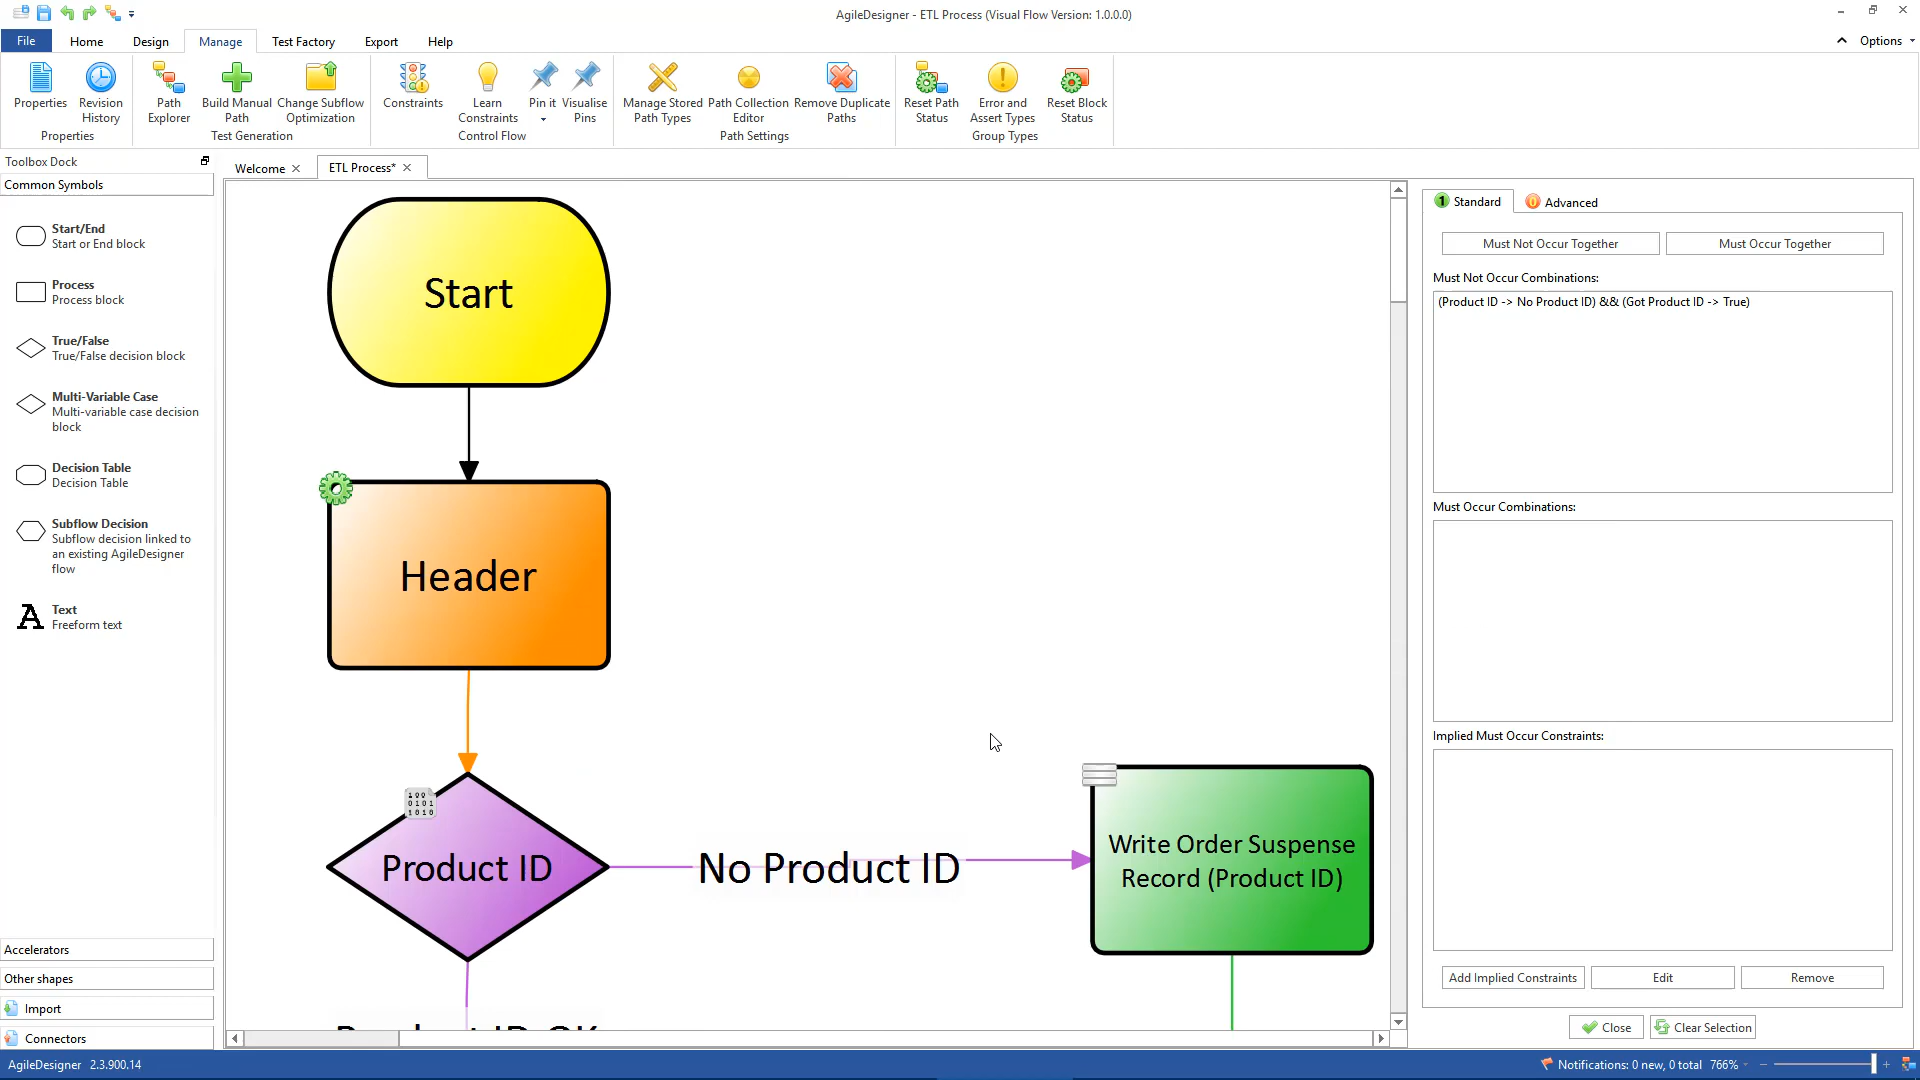 AgileDesigner - ETL Process (Visual Flow Version: 1.0.0.0)
File
Home
Design
Manage
Test Factory
Export
Help
Options
Properties
Revision
History
Path
Explorer
Build Manual
Path
Change Subflow
Optimization
Constraints
Learn
Constraints
Pin it
Visualise
Pins
Manage Stored
Path Types
Path Collection
Editor
Remove Duplicate
Paths
Reset Path
Status
Error and
Assert Types
Reset Block
Status
Properties
Test Generation
Control Flow
Path Settings
Group Types
Toolbox Dock
Common Symbols
Start/End
Start or End block
Process
Process block
True/False
True/False decision block
Multi-Variable Case
Multi-variable case decision
block
Decision Table
Decision Table
Subflow Decision
Subflow decision linked to
an existing AgileDesigner
flow
A
Text
Freeform text
Accelerators
Other shapes
Import
Connectors
Welcome
ETL Process*
Start
Header
100
0101
1010
Product ID
No Product ID
Write Order Suspense
Record (Product ID)
Product ID OK
1 Standard
0 Advanced
Must Not Occur Together
Must Occur Together
Must Not Occur Combinations:
(Product ID -> No Product ID) && (Got Product ID -> True)
Must Occur Combinations:
Implied Must Occur Constraints:
Add Implied Constraints
Edit
Remove
Close
Clear Selection
AgileDesigner 2.3.900.14
Notifications: 0 new, 0 total 766%